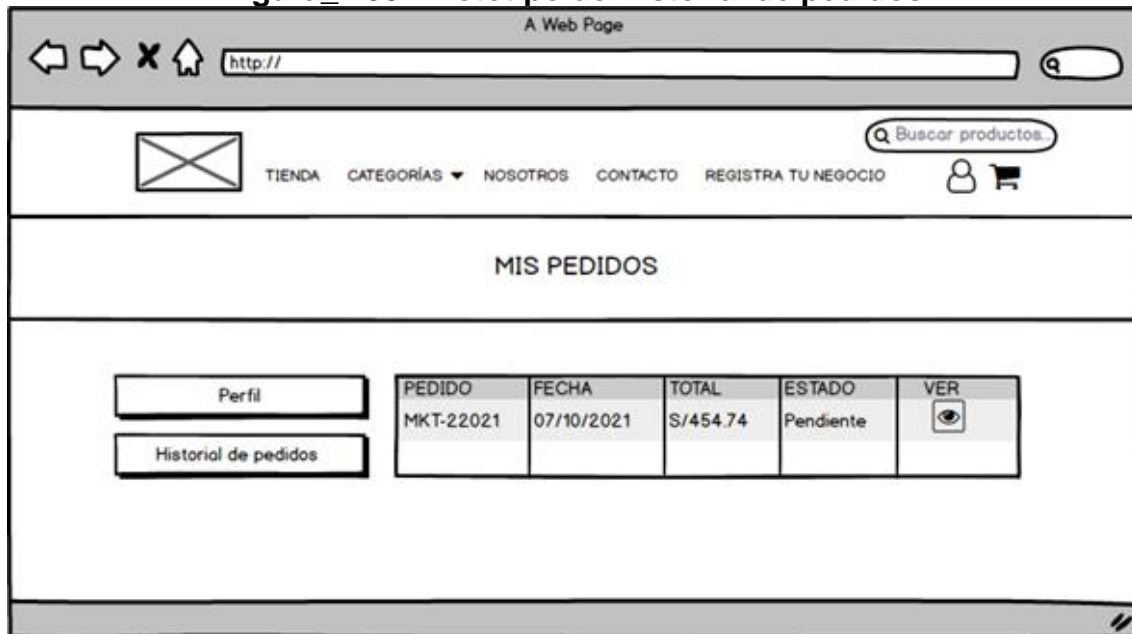 A Web Page
http://
Buscar productos..
TIENDA CATEGORÍAS NOSOTROS CONTACTO REGISTRA TU NEGOCIO
MIS PEDIDOS
Perfil
Historial de pedidos
PEDIDO FECHA TOTAL ESTADO VER
MKT-22021 07/10/2021 S/454.74 Pendiente